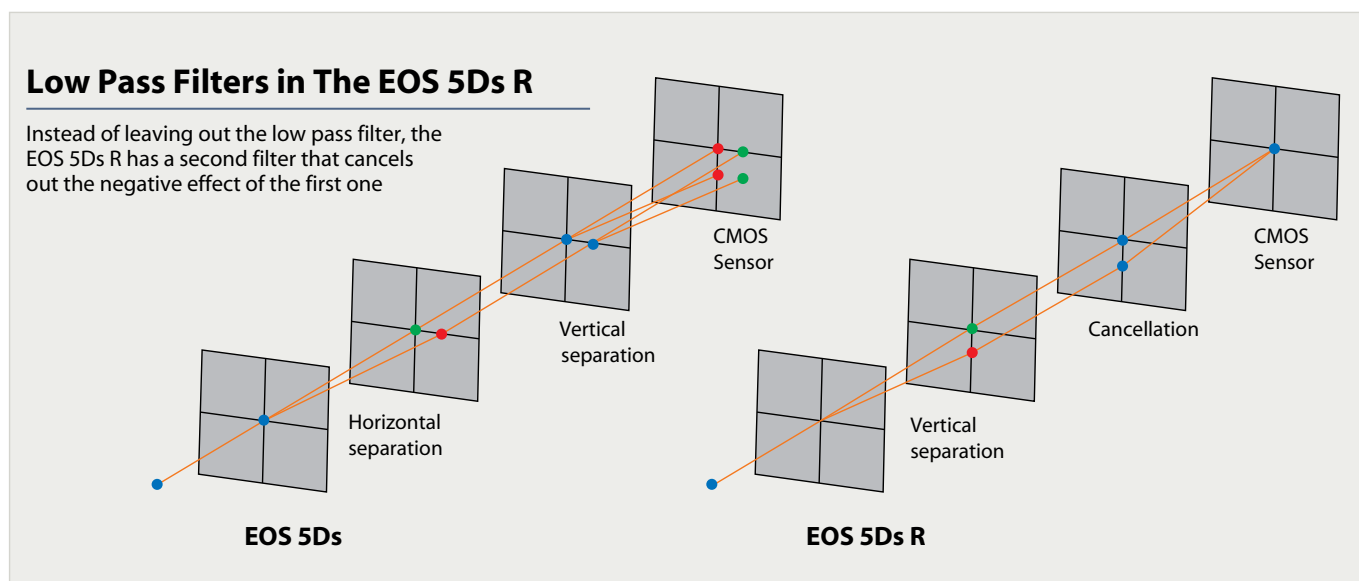 Low Pass Filters in The EOS 5Ds R
Instead of leaving out the low pass filter, the
EOS 5Ds R has a second filter that cancels
out the negative effect of the first one
CMOS
Sensor
Vertical
separation
Horizontal
separation
EOS 5Ds
CMOS
Sensor
Cancellation
Vertical
separation
EOS 5Ds R